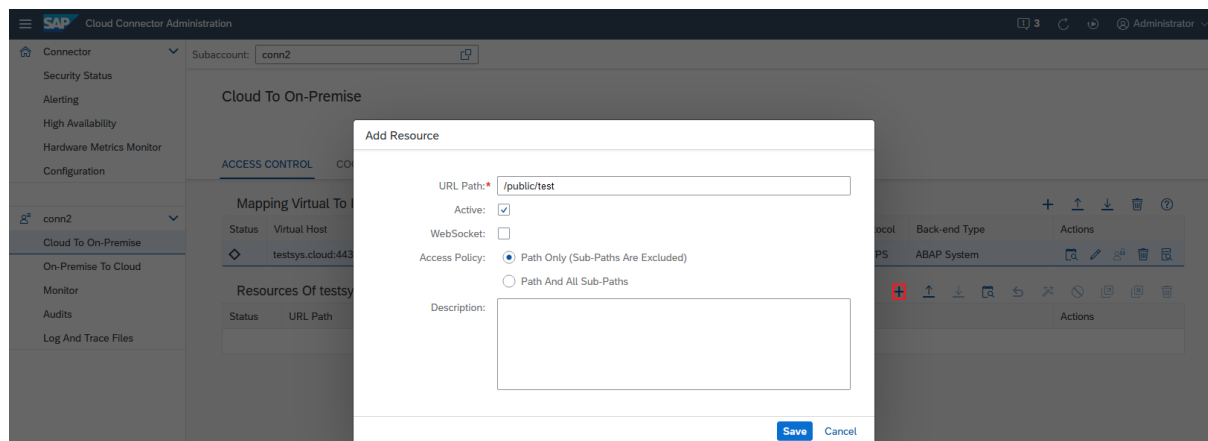 SAP Cloud Connector Administration 3 Administrator
Connector
Subaccount: conn2
Security Status
Alerting
High Availability
Hardware Metrics Monitor
Configuration
conn2
Cloud To On-Premise
On-Premise To Cloud
Monitor
Audits
Log And Trace Files
Cloud To On-Premise
ACCESS CONTROL CO
Mapping Virtual To I
Status Virtual Host ocol Back-end Type Actions
testsys.cloud:443 PS ABAP System
Resources Of testsy
Status URL Path Actions
Add Resource
URL Path:* /public/test
Active:
WebSocket:
Access Policy: Path Only (Sub-Paths Are Excluded)
Path And All Sub-Paths
Description:
Save Cancel